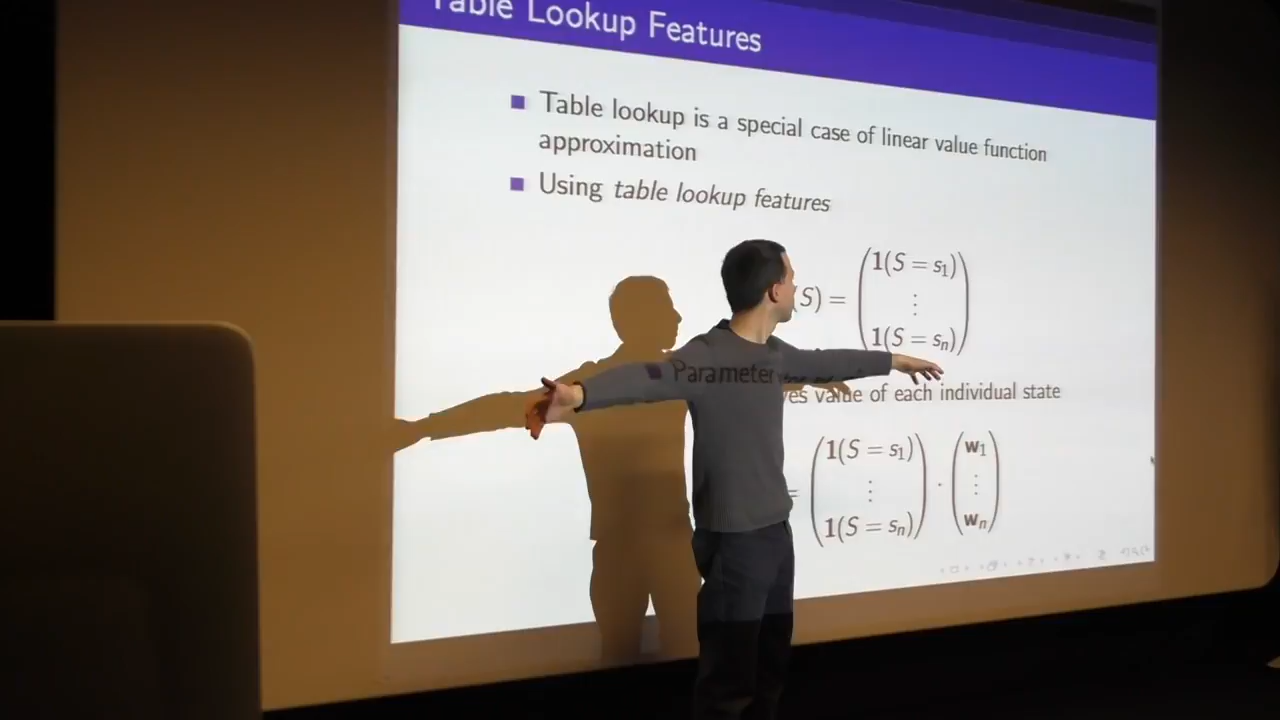 Table Lookup Features
Table lookup is a special case of linear value function
approximation
Using table lookup features
(S) =
1(S = s1)
⋮
1(S = sn)
Parameter
ves value of each individual state
=
1(S = s1)
⋮
1(S = sn)
·
w1
⋮
wn